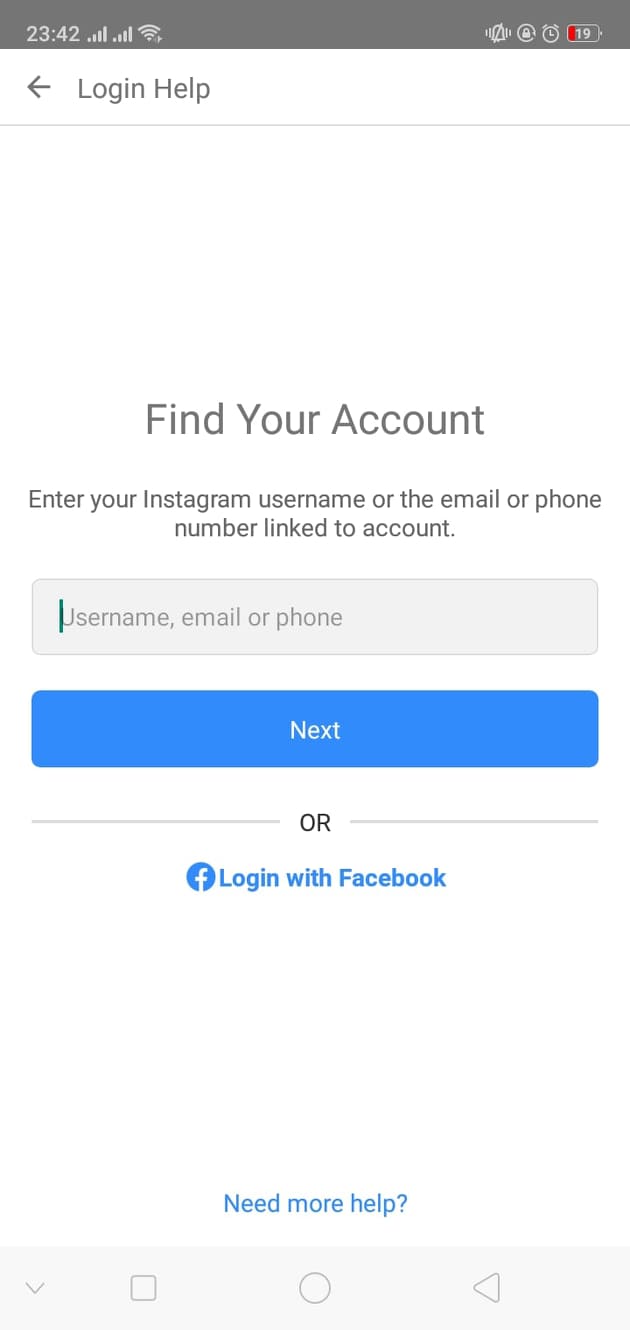 23:42
19
Login Help
Find Your Account
Enter your Instagram username or the email or phone
number linked to account.
Username, email or phone
Next
OR
Login with Facebook
Need more help?